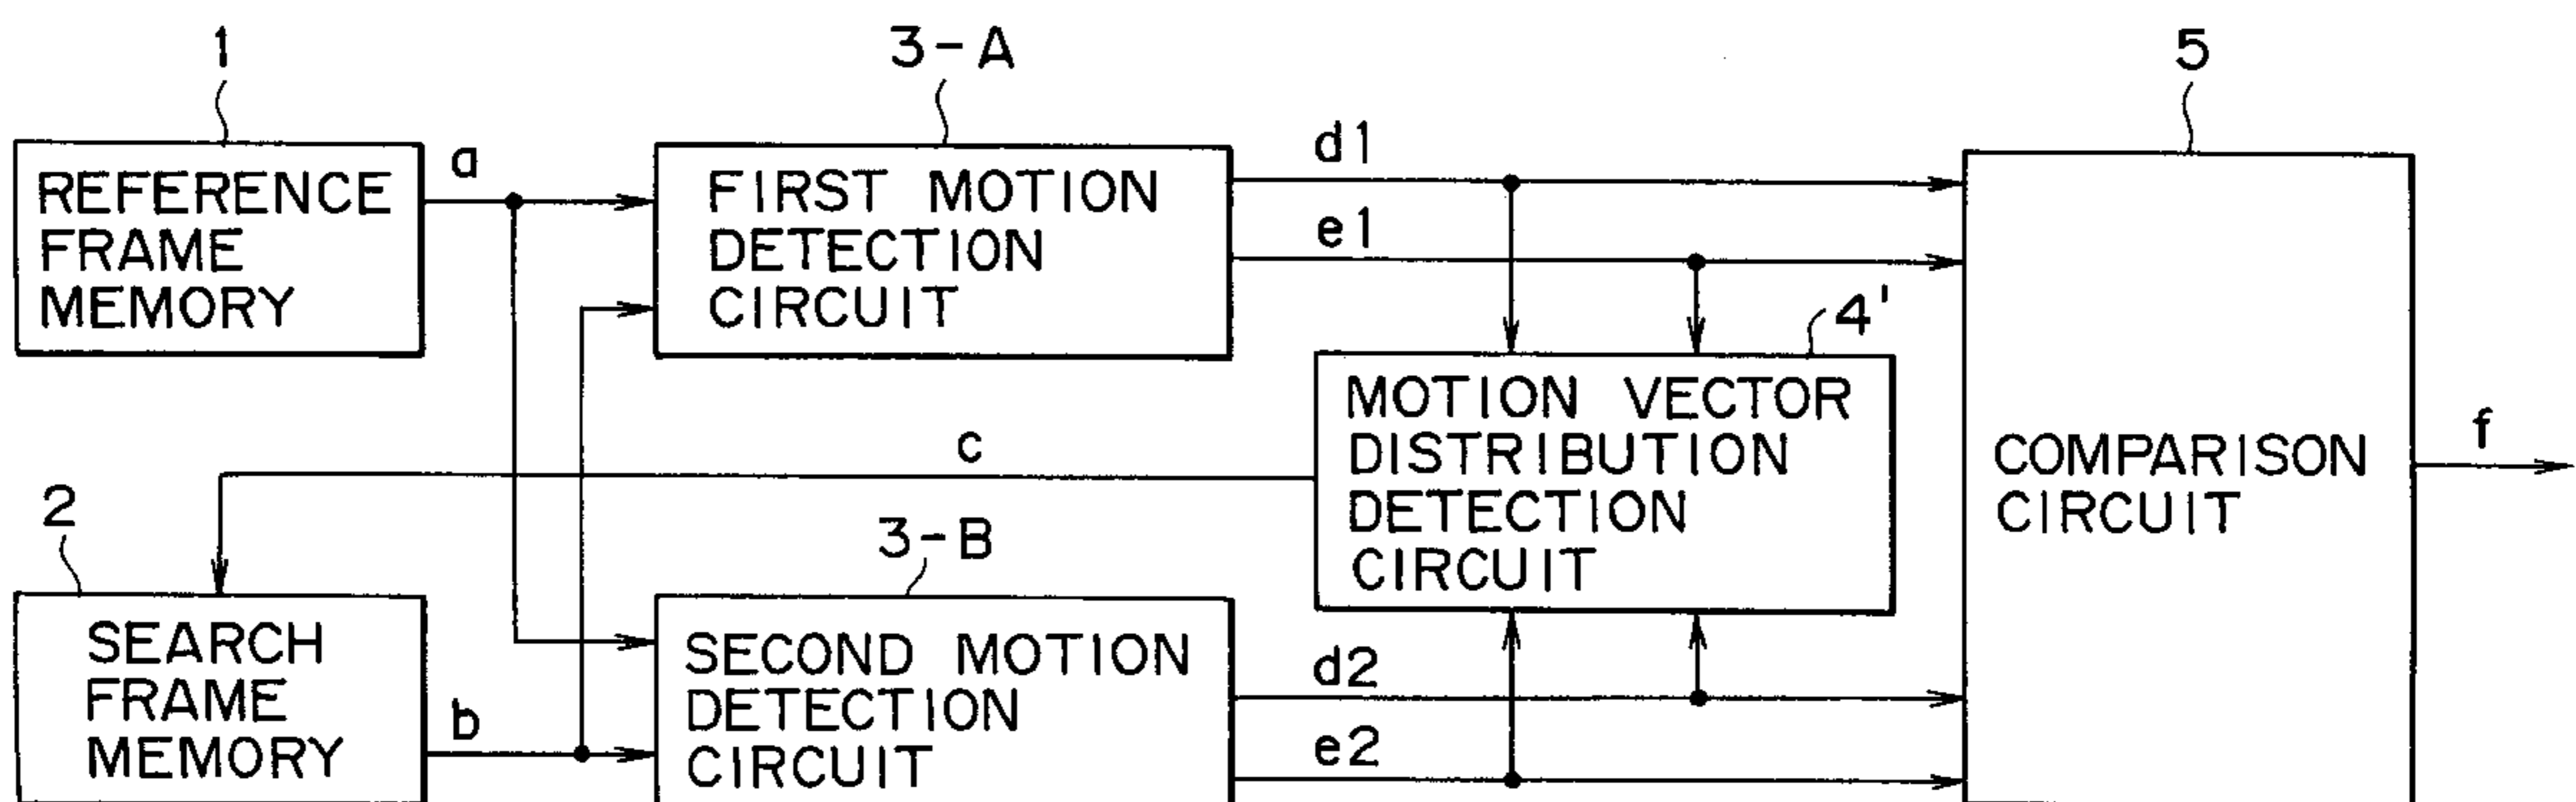 1
3-A
5
REFERENCE
FRAME
MEMORY
a
FIRST MOTION
DETECTION
CIRCUIT
d1
e1
4'
MOTION VECTOR
DISTRIBUTION
DETECTION
CIRCUIT
COMPARISON
CIRCUIT
f
c
2
3-B
SEARCH
FRAME
MEMORY
b
SECOND MOTION
DETECTION
CIRCUIT
d2
e2